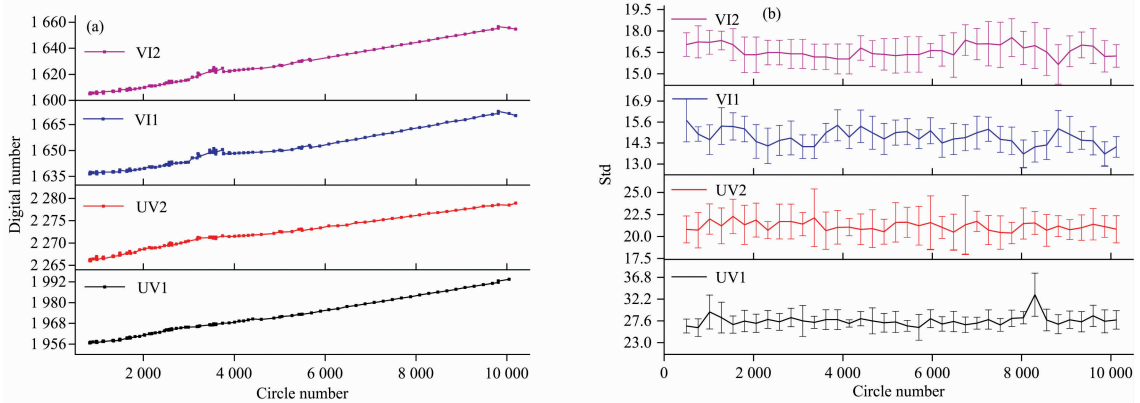 (a)
VI2
VI1
UV2
UV1
1 660
1 640
1 620
1 600
1 665
1 650
1 635
2 280
2 275
2 270
2 265
1 992
1 980
1 968
1 956
Digital number
2 000 4 000 6 000 8 000 10 000
Circle number
(b)
VI2
VI1
UV2
UV1
19.5
18.0
16.5
15.0
16.9
15.6
14.3
13.0
25.0
22.5
20.0
17.5
36.8
32.2
27.6
23.0
Std
0 2 000 4 000 6 000 8 000 10 000
Circle number